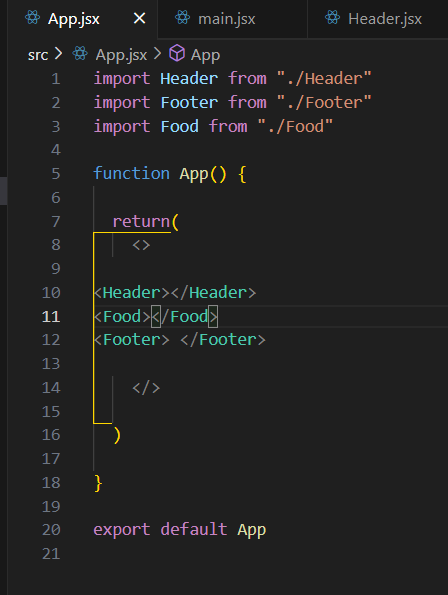 App.jsx × main.jsx Header.jsx
src > App.jsx > App
1 import Header from "./Header"
2 import Footer from "./Footer"
3 import Food from "./Food"
4
5 function App() {
6
7 return(
8 <>
9
10 <Header></Header>
11 <Food></Food>
12 <Footer> </Footer>
13
14 </>
15
16 )
17
18 }
19
20 export default App
21